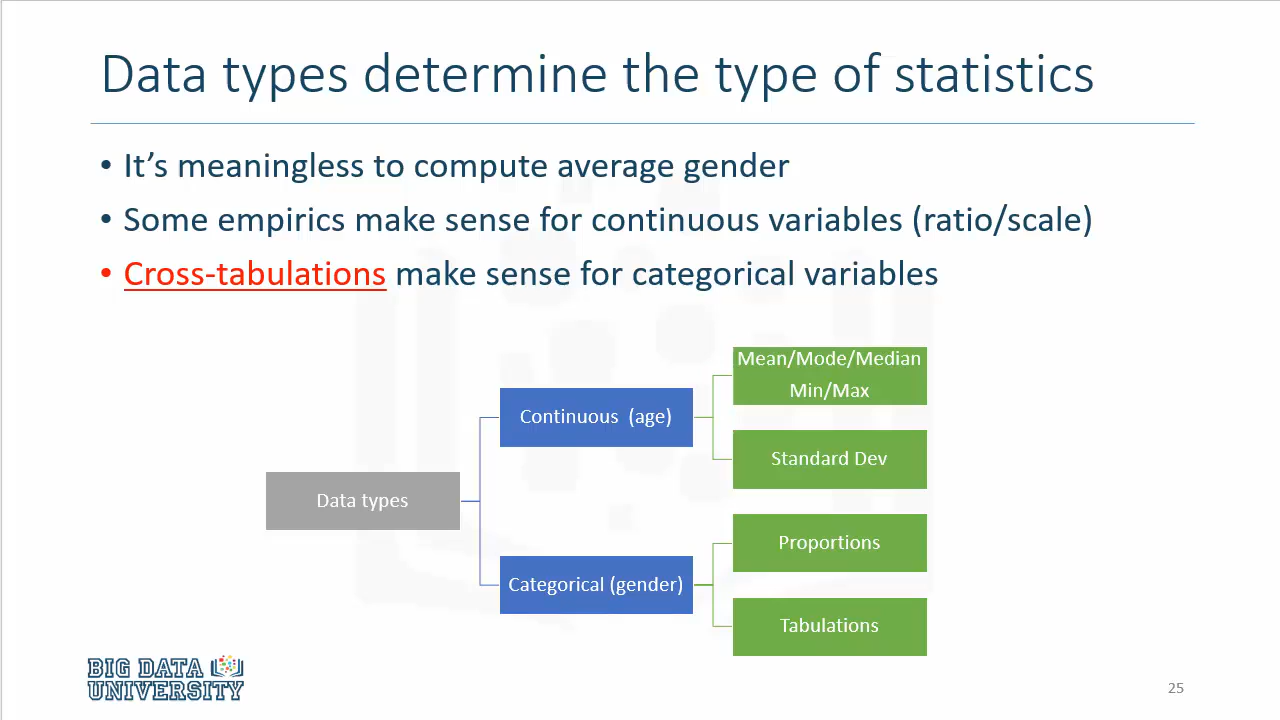 Data types determine the type of statistics
• It's meaningless to compute average gender
• Some empirics make sense for continuous variables (ratio/scale)
• Cross-tabulations make sense for categorical variables
Mean/Mode/Median
Min/Max
Continuous (age)
Standard Dev
Data types
Proportions
Categorical (gender)
Tabulations
BIG DATA
UNIVERSITY
25